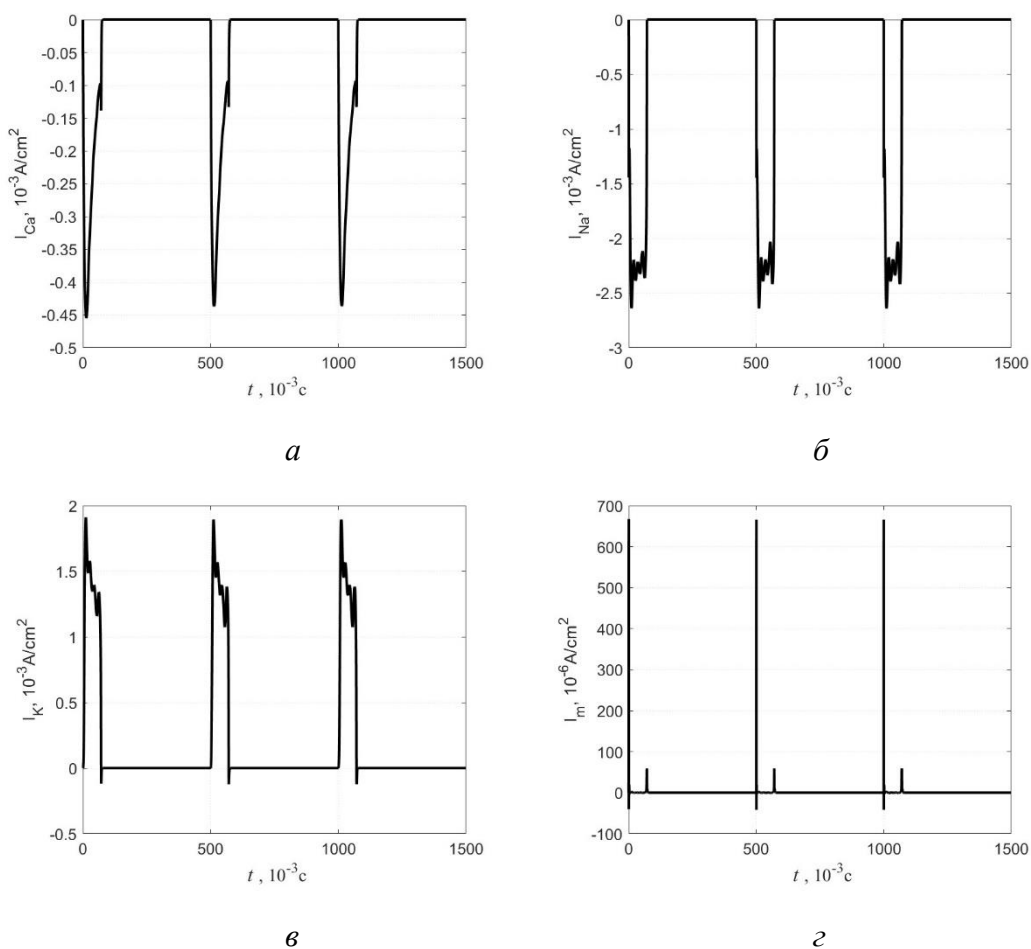 0
-0.05
-0.1
-0.15
-0.2
-0.25
-0.3
-0.35
-0.4
-0.45
-0.5
I_Ca, 10^-3 A/cm^2
0 500 1000 1500
t , 10^-3 c
а
0
-0.5
-1
-1.5
-2
-2.5
-3
I_Na, 10^-3 A/cm^2
0 500 1000 1500
t , 10^-3 c
б
2
1.5
1
0.5
0
-0.5
I_K, 10^-3 A/cm^2
0 500 1000 1500
t , 10^-3 c
в
700
600
500
400
300
200
100
0
-100
I_m, 10^-6 A/cm^2
0 500 1000 1500
t , 10^-3 c
г